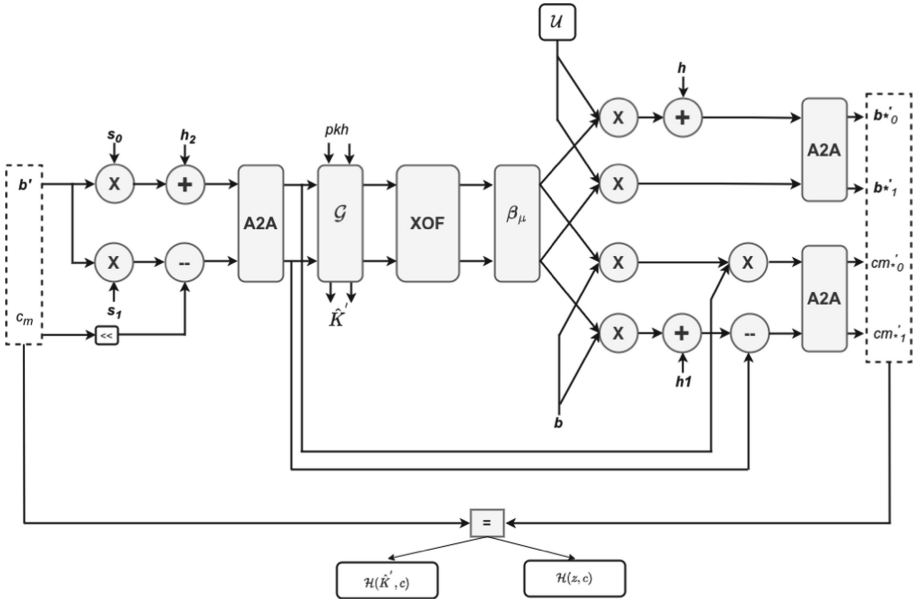 𝒰
h
s₀
h₂
pkh
X
+
b⋆'₀
A2A
b'
X
+
𝒢
XOF
β_μ
X
b⋆'₁
A2A
X
--
X
X
cm⋆'₀
A2A
s₁
c_m
<<
K̂'
X
+
--
cm⋆'₁
h1
b
=
ℋ(K̂', c)
ℋ(z, c)